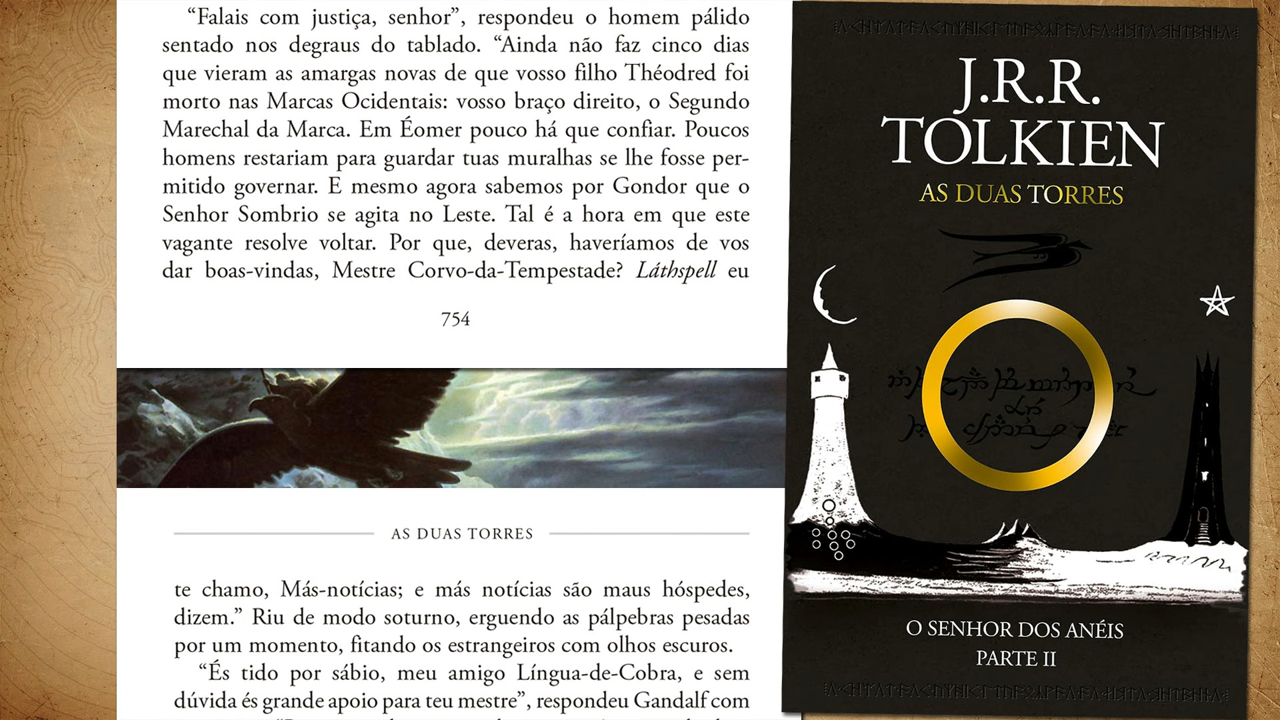 “Falais com justiça, senhor”, respondeu o homem pálido
sentado nos degraus do tablado. “Ainda não faz cinco dias
que vieram as amargas novas de que vosso filho Théodred foi
morto nas Marcas Ocidentais: vosso braço direito, o Segundo
Marechal da Marca. Em Éomer pouco há que confiar. Poucos
homens restariam para guardar tuas muralhas se lhe fosse per-
mitido governar. E mesmo agora sabemos por Gondor que o
Senhor Sombrio se agita no Leste. Tal é a hora em que este
vagante resolve voltar. Por que, deveras, haveríamos de vos
dar boas-vindas, Mestre Corvo-da-Tempestade? Láthspell eu
754
AS DUAS TORRES
te chamo, Más-notícias; e más notícias são maus hóspedes,
dizem.” Riu de modo soturno, erguendo as pálpebras pesadas
por um momento, fitando os estrangeiros com olhos escuros.
“És tido por sábio, meu amigo Língua-de-Cobra, e sem
dúvida és grande apoio para teu mestre”, respondeu Gandalf com
J.R.R.
TOLKIEN
AS DUAS TORRES
O SENHOR DOS ANÉIS
PARTE II